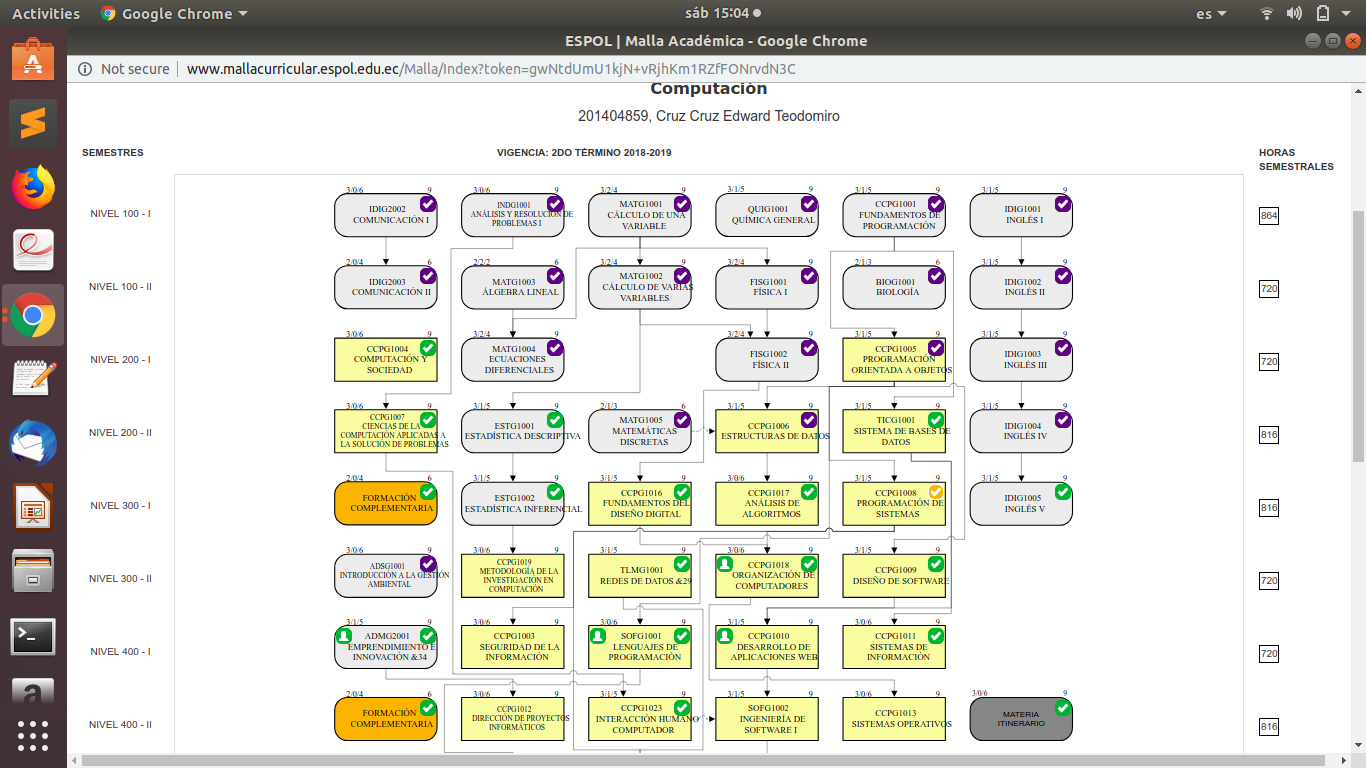 Activities
Google Chrome
sáb 15:04
es
ESPOL | Malla Académica - Google Chrome
Not secure
www.mallacurricular.espol.edu.ec/Malla/Index?token=gwNtdUmU1kjN+vRjhKm1RZfFONrvdN3C
Computación
201404859, Cruz Cruz Edward Teodomiro
SEMESTRES
VIGENCIA: 2DO TÉRMINO 2018-2019
HORAS
SEMESTRALES
NIVEL 100 - I
3/0/6 9
IDIG2002
COMUNICACIÓN I
3/0/6 9
INDG1001
ANÁLISIS Y RESOLUCIÓN DE
PROBLEMAS I
3/2/4 9
MATG1001
CÁLCULO DE UNA
VARIABLE
3/1/5 9
QUIG1001
QUÍMICA GENERAL
3/1/5 9
CCPG1001
FUNDAMENTOS DE
PROGRAMACIÓN
3/1/5 9
IDIG1001
INGLÉS I
864
NIVEL 100 - II
2/0/4 6
IDIG2003
COMUNICACIÓN II
2/2/2 6
MATG1003
ÁLGEBRA LINEAL
3/2/4 9
MATG1002
CÁLCULO DE VARIAS
VARIABLES
3/2/4 9
FISG1001
FÍSICA I
2/1/3 6
BIOG1001
BIOLOGÍA
3/1/5 9
IDIG1002
INGLÉS II
720
NIVEL 200 - I
3/0/6 9
CCPG1004
COMPUTACIÓN Y
SOCIEDAD
3/2/4 9
MATG1004
ECUACIONES
DIFERENCIALES
3/2/4 9
FISG1002
FÍSICA II
3/1/5 9
CCPG1005
PROGRAMACIÓN
ORIENTADA A OBJETOS
3/1/5 9
IDIG1003
INGLÉS III
720
NIVEL 200 - II
3/0/6 9
CCPG1007
CIENCIAS DE LA
COMPUTACIÓN APLICADAS A
LA SOLUCIÓN DE PROBLEMAS
3/1/5 9
ESTG1001
ESTADÍSTICA DESCRIPTIVA
2/1/3 6
MATG1005
MATEMÁTICAS
DISCRETAS
3/1/5 9
CCPG1006
ESTRUCTURAS DE DATOS
3/1/5 9
TICG1001
SISTEMA DE BASES DE
DATOS
3/1/5 9
IDIG1004
INGLÉS IV
816
NIVEL 300 - I
2/0/4 6
FORMACIÓN
COMPLEMENTARIA
3/1/5 9
ESTG1002
ESTADÍSTICA INFERENCIAL
3/1/5 9
CCPG1016
FUNDAMENTOS DEL
DISEÑO DIGITAL
3/0/6 9
CCPG1017
ANÁLISIS DE
ALGORITMOS
3/1/5 9
CCPG1008
PROGRAMACIÓN DE
SISTEMAS
3/1/5 9
IDIG1005
INGLÉS V
816
NIVEL 300 - II
3/0/6 9
ADSG1001
INTRODUCCIÓN A LA GESTIÓN
AMBIENTAL
3/0/6 9
CCPG1019
METODOLOGÍA DE LA
INVESTIGACIÓN EN
COMPUTACIÓN
3/1/5 9
TLMG1001
REDES DE DATOS &29
3/0/6 9
CCPG1018
ORGANIZACIÓN DE
COMPUTADORES
3/1/5 9
CCPG1009
DISEÑO DE SOFTWARE
720
NIVEL 400 - I
3/1/5 9
ADMG2001
EMPRENDIMIENTO E
INNOVACIÓN &34
3/0/6 9
CCPG1003
SEGURIDAD DE LA
INFORMACIÓN
3/0/6 9
SOFG1001
LENGUAJES DE
PROGRAMACIÓN
3/1/5 9
CCPG1010
DESARROLLO DE
APLICACIONES WEB
3/1/5 9
CCPG1011
SISTEMAS DE
INFORMACIÓN
720
NIVEL 400 - II
2/0/4 6
FORMACIÓN
COMPLEMENTARIA
3/0/6 9
CCPG1012
DIRECCIÓN DE PROYECTOS
INFORMÁTICOS
3/1/5 9
CCPG1023
INTERACCIÓN HUMANO
COMPUTADOR
3/1/5 9
SOFG1002
INGENIERÍA DE
SOFTWARE I
3/0/6 9
CCPG1013
SISTEMAS OPERATIVOS
3/0/6 9
MATERIA
ITINERARIO
816